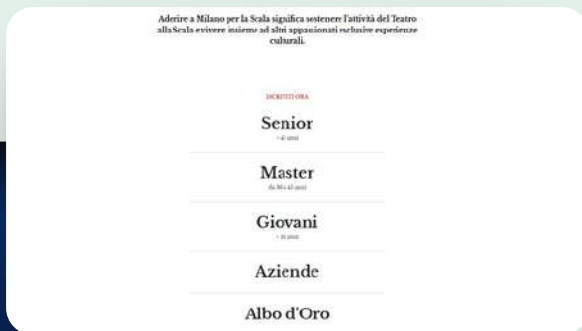 Aderire a Milano per la Scala significa sostenere l'attività del Teatro
alla Scala e vivere insieme ad altri appassionati esclusive esperienze
culturali.
ISCRIVITI ORA
Senior
Master
Giovani
Aziende
Albo d'Oro